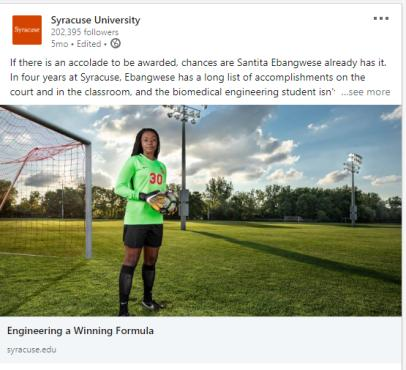 Syracuse
Syracuse University
202,395 followers
5mo • Edited •
If there is an accolade to be awarded, chances are Santita Ebangwese already has it.
In four years at Syracuse, Ebangwese has a long list of accomplishments on the
court and in the classroom, and the biomedical engineering student isn' ...see more
30
Engineering a Winning Formula
syracuse.edu